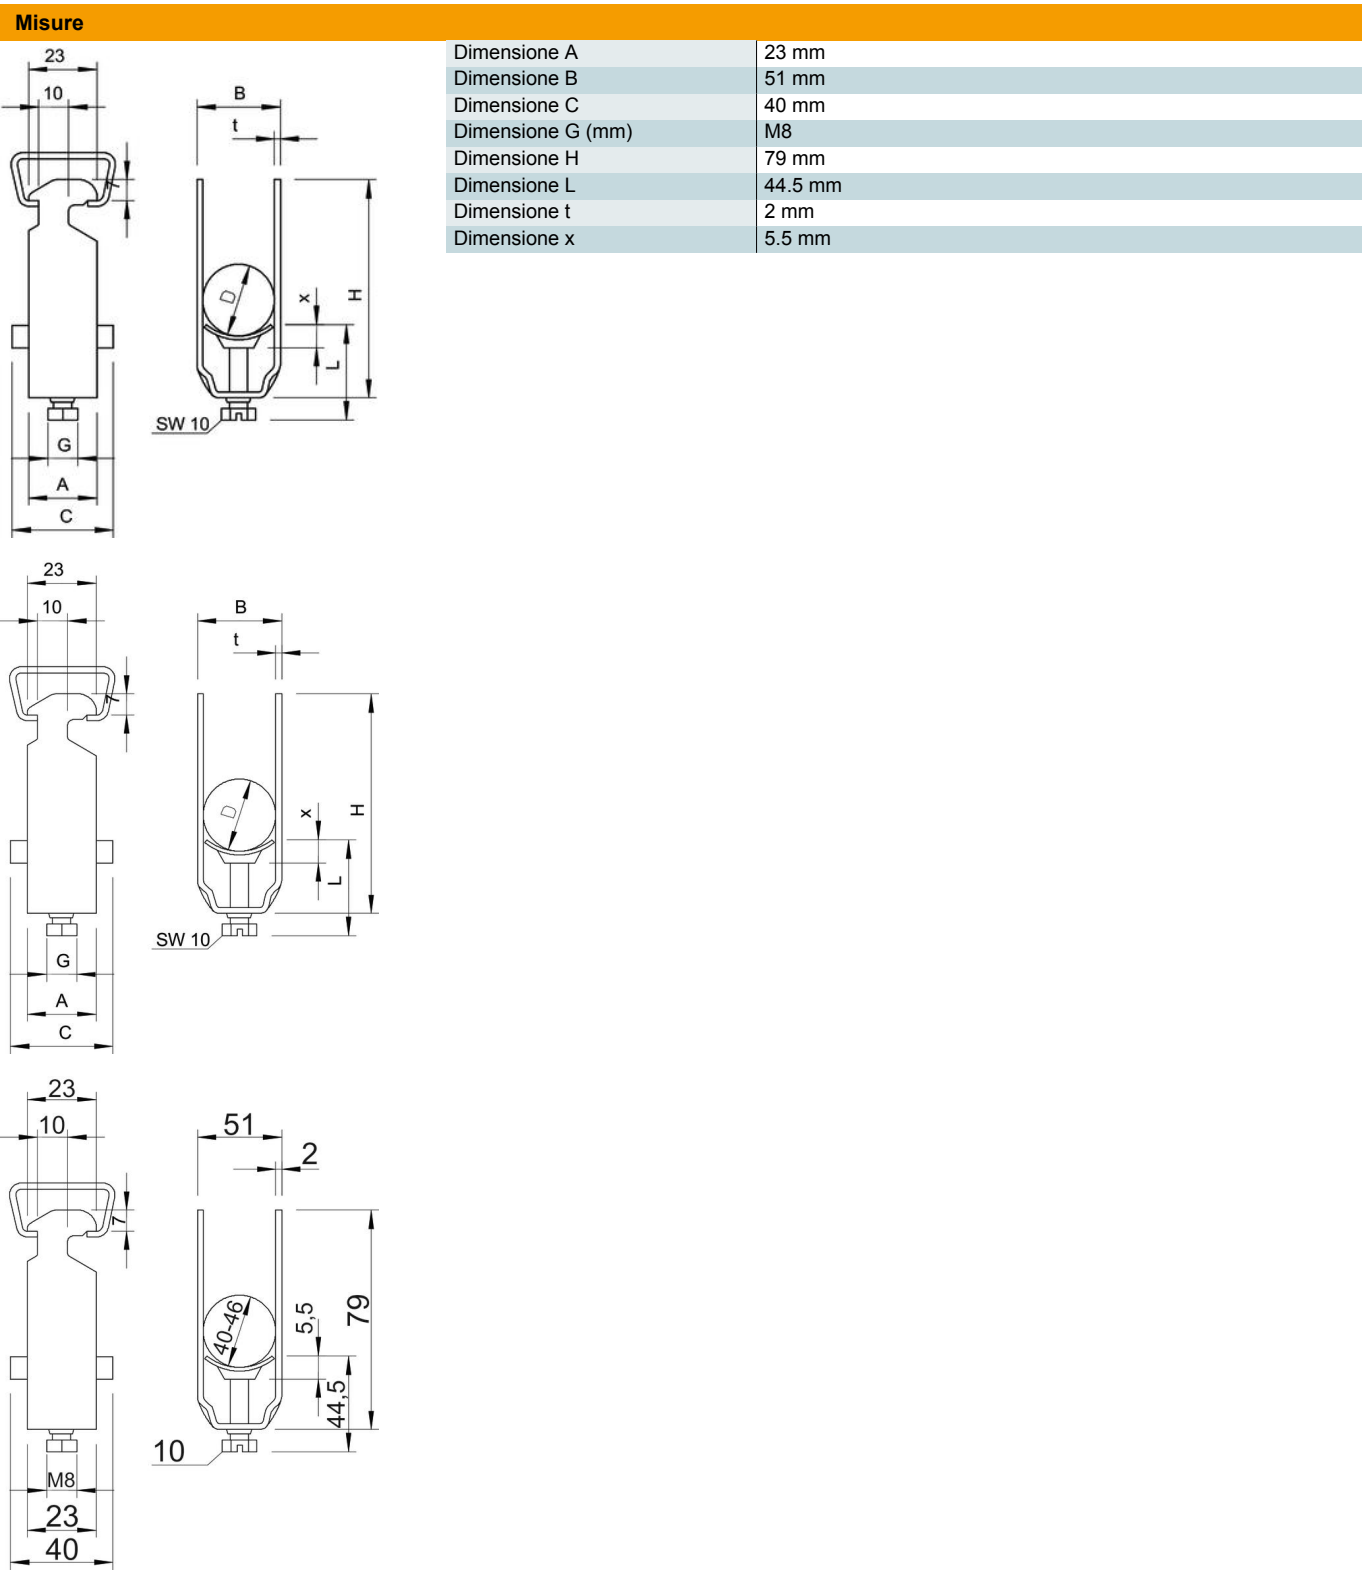 Misure
Dimensione A 23 mm
Dimensione B 51 mm
Dimensione C 40 mm
Dimensione G (mm) M8
Dimensione H 79 mm
Dimensione L 44.5 mm
Dimensione t 2 mm
Dimensione x 5.5 mm
23
10
7
G
A
C
B
t
D
x
H
L
SW 10
23
10
7
G
A
C
B
t
D
x
H
L
SW 10
23
10
7
M8
23
40
51
2
40-46
5,5
79
44,5
10